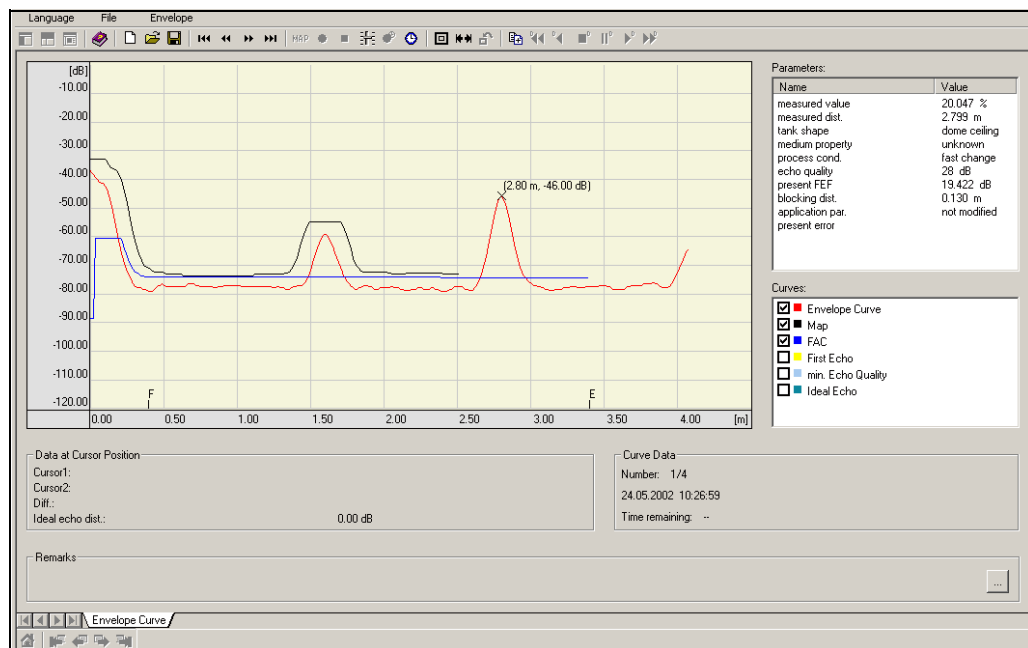 Language File Envelope
MAP
[dB]
-10.00
-20.00
-30.00
-40.00
-50.00
-60.00
-70.00
-80.00
-90.00
-100.00
-110.00
-120.00
(2.80 m, -46.00 dB)
F
E
0.00 0.50 1.00 1.50 2.00 2.50 3.00 3.50 4.00 [m]
Parameters:
Name Value
measured value 20.047 %
measured dist. 2.799 m
tank shape dome ceiling
medium property unknown
process cond. fast change
echo quality 28 dB
present FEF 19.422 dB
blocking dist. 0.130 m
application par. not modified
present error
Curves:
Envelope Curve
Map
FAC
First Echo
min. Echo Quality
Ideal Echo
Data at Cursor Position
Cursor1:
Cursor2:
Diff.:
Ideal echo dist.: 0.00 dB
Curve Data
Number: 1/4
24.05.2002 10:26:59
Time remaining: --
Remarks
...
Envelope Curve